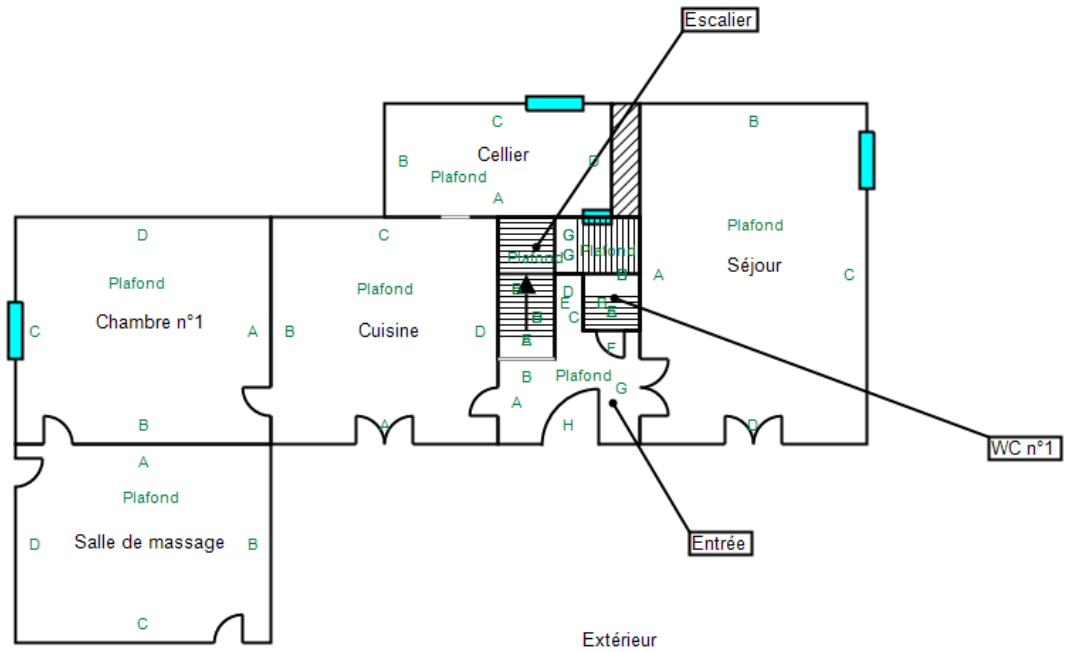 Escalier
C
B
Cellier
B
D
Plafond
A
D
C
G
Plafond
Plafond
G
Plafond
Plafond
Séjour
Plafond
Plafond
D
A
C
B
E
C
Chambre n°1
C
A
B
Cuisine
D
F
Plafond
B
A
G
B
A
H
D
WC n°1
A
Plafond
Entrée
D
Salle de massage
B
C
Extérieur